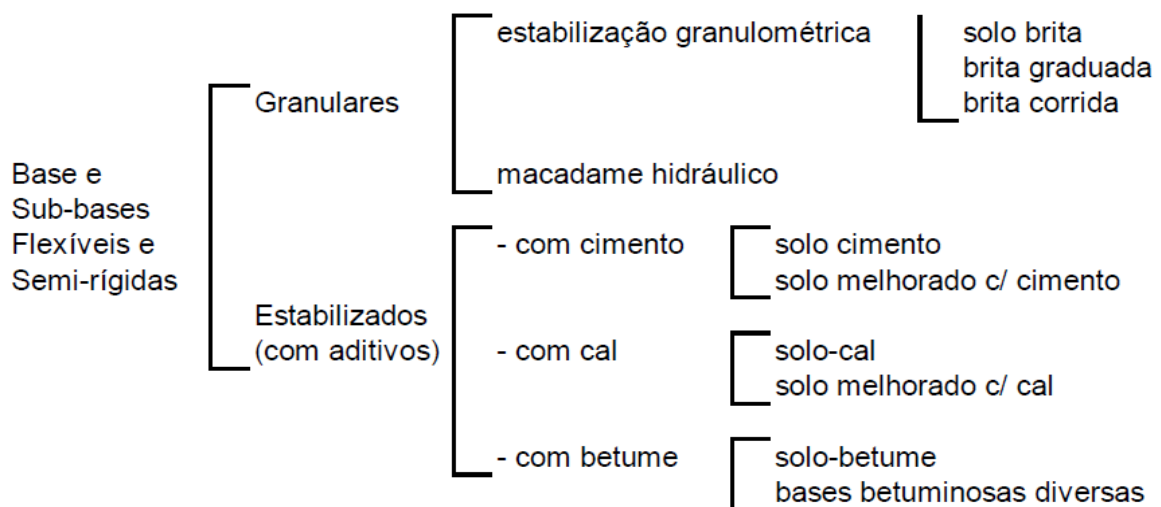 Base e
Sub-bases
Flexíveis e
Semi-rígidas
Granulares
estabilização granulométrica
solo brita
brita graduada
brita corrida
macadame hidráulico
Estabilizados
(com aditivos)
- com cimento
solo cimento
solo melhorado c/ cimento
- com cal
solo-cal
solo melhorado c/ cal
- com betume
solo-betume
bases betuminosas diversas